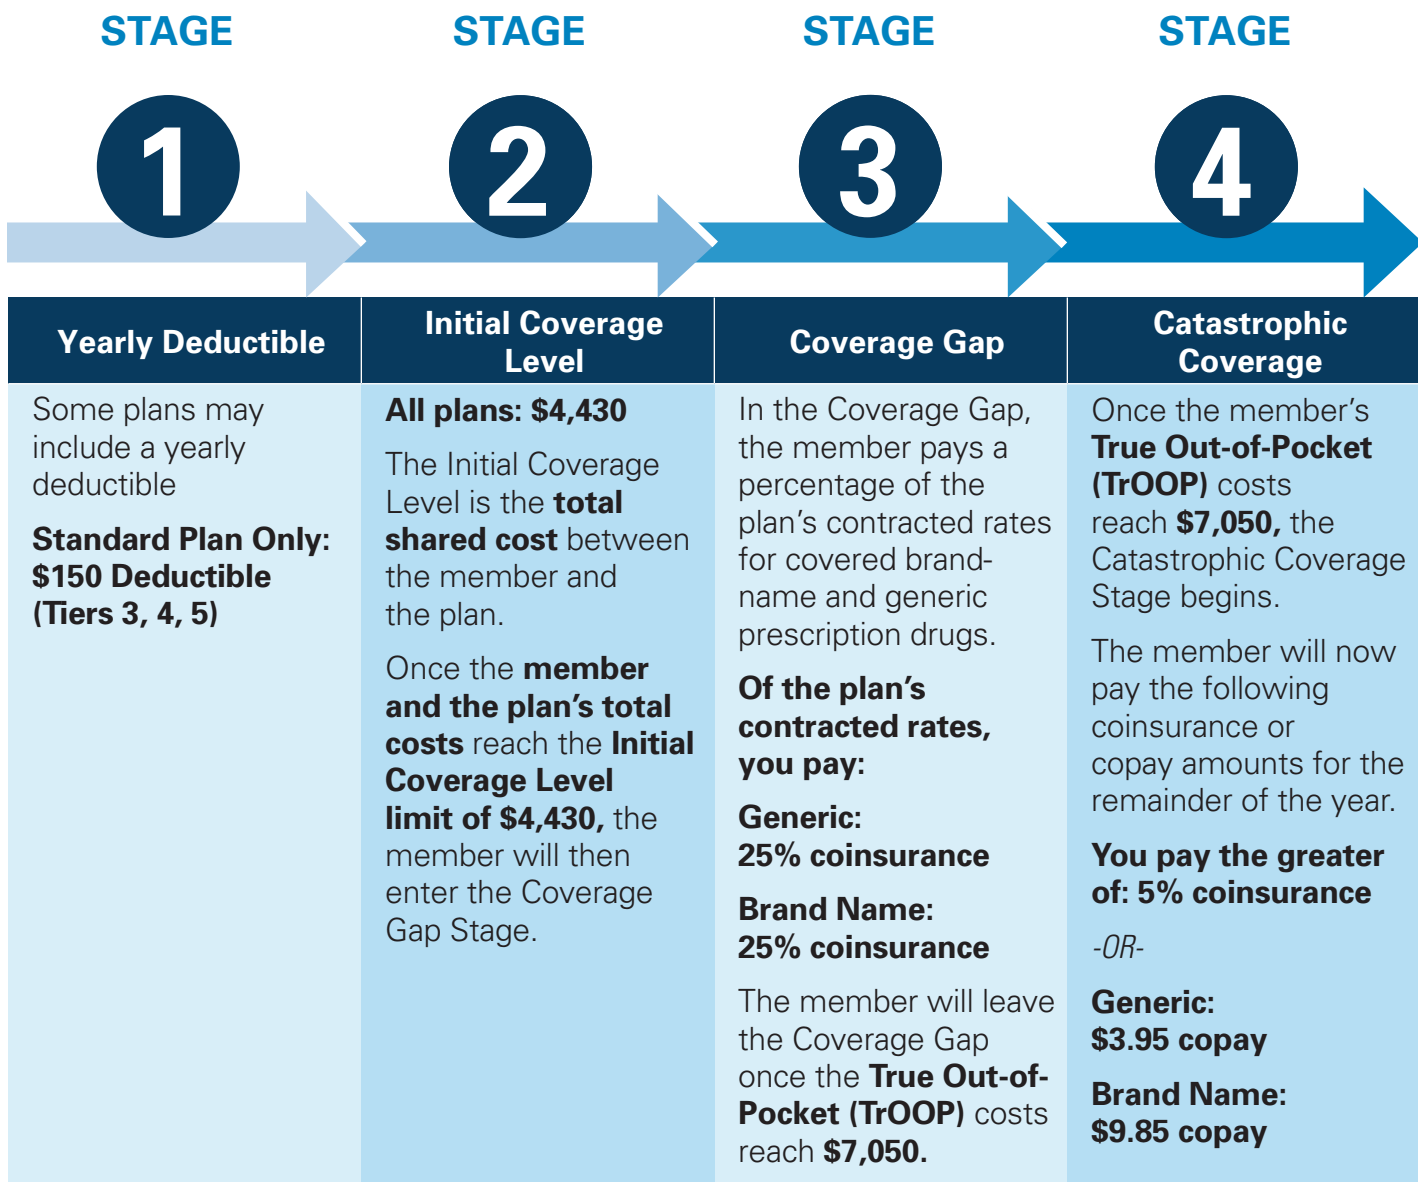 STAGE
1
Yearly Deductible
Some plans may
include a yearly
deductible
Standard Plan Only:
$150 Deductible
(Tiers 3, 4, 5)
STAGE
2
Initial Coverage
Level
All plans: $4,430
The Initial Coverage
Level is the total
shared cost between
the member and
the plan.
Once the member
and the plan’s total
costs reach the Initial
Coverage Level
limit of $4,430, the
member will then
enter the Coverage
Gap Stage.
STAGE
3
Coverage Gap
In the Coverage Gap,
the member pays a
percentage of the
plan’s contracted rates
for covered brand-
name and generic
prescription drugs.
Of the plan’s
contracted rates,
you pay:
Generic:
25% coinsurance
Brand Name:
25% coinsurance
The member will leave
the Coverage Gap
once the True Out-of-
Pocket (TrOOP) costs
reach $7,050.
STAGE
4
Catastrophic
Coverage
Once the member’s
True Out-of-Pocket
(TrOOP) costs
reach $7,050, the
Catastrophic Coverage
Stage begins.
The member will now
pay the following
coinsurance or
copay amounts for the
remainder of the year.
You pay the greater
of: 5% coinsurance
-OR-
Generic:
$3.95 copay
Brand Name:
$9.85 copay